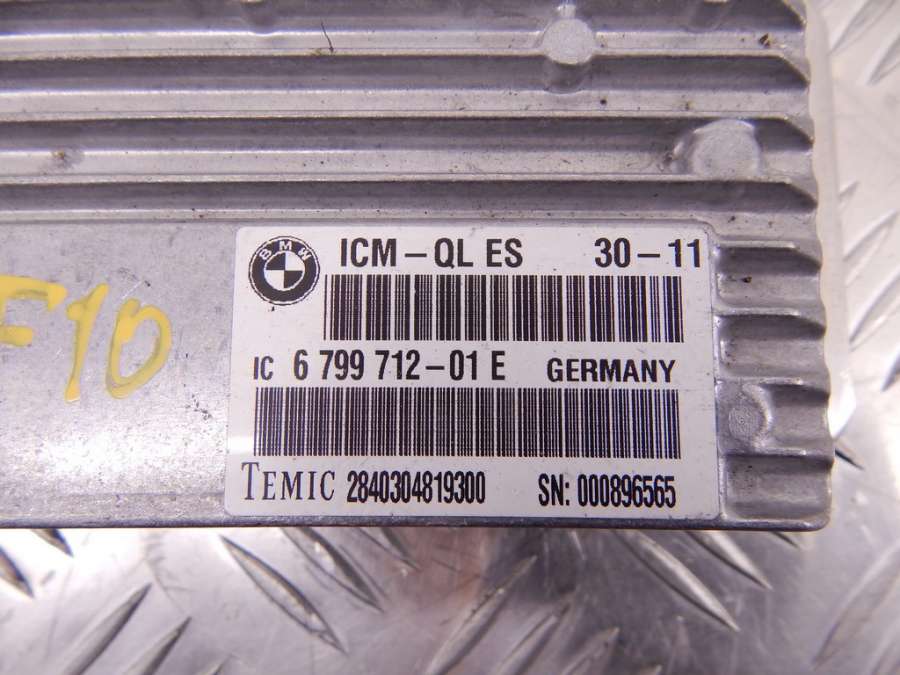 BMW
ICM-QL ES 30-11
IC 6 799 712-01 E GERMANY
TEMIC 2840304819300 SN: 000896565
F10